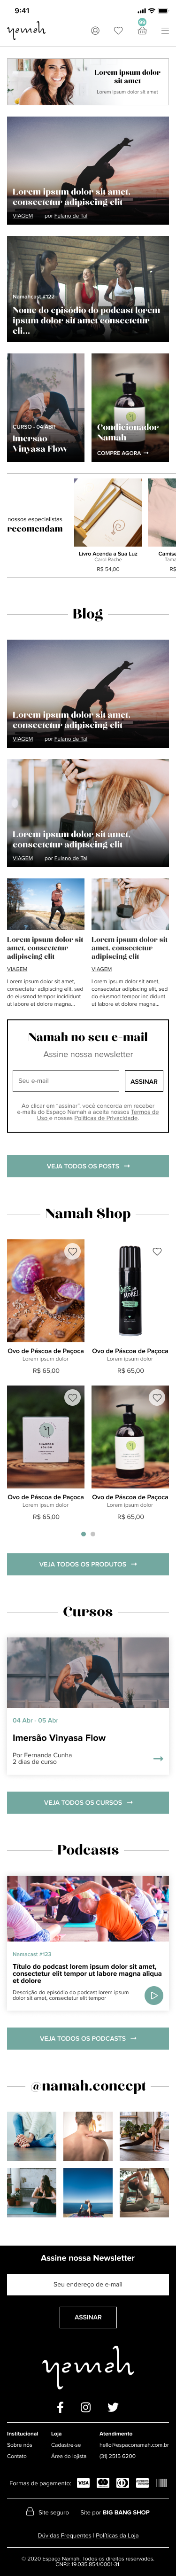 9:41
namah
99
Lorem ipsum dolor
sit amet
Lorem ipsum dolor sit amet
Lorem ipsum dolor sit amet,
consectetur adipiscing elit
VIAGEM por Fulano de Tal
Namahcast #122
Nome do episódio do podcast lorem
ipsum dolor sit amet consectetur
eli...
CURSO - 04 ABR
Imersão
Vinyasa Flow
Condicionador
Namah
COMPRE AGORA →
nossos especialistas
recomendam
Livro Acenda a Sua Luz
Carol Rache
R$ 54,00
Camise
Tama
R$
Blog
Lorem ipsum dolor sit amet,
consectetur adipiscing elit
VIAGEM por Fulano de Tal
Lorem ipsum dolor sit amet,
consectetur adipiscing elit
VIAGEM por Fulano de Tal
Lorem ipsum dolor sit
amet, consectetur
adipiscing elit
VIAGEM
Lorem ipsum dolor sit amet,
consectetur adipiscing elit, sed
do eiusmod tempor incididunt
ut labore et dolore magna...
Lorem ipsum dolor sit
amet, consectetur
adipiscing elit
VIAGEM
Lorem ipsum dolor sit amet,
consectetur adipiscing elit, sed
do eiusmod tempor incididunt
ut labore et dolore magna...
Namah no seu e-mail
Assine nossa newsletter
Seu e-mail
ASSINAR
Ao clicar em "assinar", você concorda em receber
e-mails do Espaço Namah e aceita nossos Termos de
Uso e nossas Políticas de Privacidade.
VEJA TODOS OS POSTS →
Namah Shop
Ovo de Páscoa de Paçoca
Lorem ipsum dolor
R$ 65,00
Ovo de Páscoa de Paçoca
Lorem ipsum dolor
R$ 65,00
Ovo de Páscoa de Paçoca
Lorem ipsum dolor
R$ 65,00
Ovo de Páscoa de Paçoca
Lorem ipsum dolor
R$ 65,00
VEJA TODOS OS PRODUTOS →
Cursos
04 Abr - 05 Abr
Imersão Vinyasa Flow
Por Fernanda Cunha
2 dias de curso
→
VEJA TODOS OS CURSOS →
Podcasts
Namacast #123
Título do podcast lorem ipsum dolor sit amet,
consectetur elit tempor ut labore magna aliqua
et dolore
Descrição do episódio do podcast lorem ipsum
dolor sit amet, consectetur elit tempor
VEJA TODOS OS PODCASTS →
@namah.concept
Assine nossa Newsletter
Seu endereço de e-mail
ASSINAR
namah
Institucional
Sobre nós
Contato
Loja
Cadastre-se
Área do lojista
Atendimento
hello@espaconamah.com.br
(31) 2515 6200
Formas de pagamento: VISA
Site seguro Site por BIG BANG SHOP
Dúvidas Frequentes | Políticas da Loja
© 2020 Espaço Namah. Todos os direitos reservados.
CNPJ: 19.035.854/0001-31.